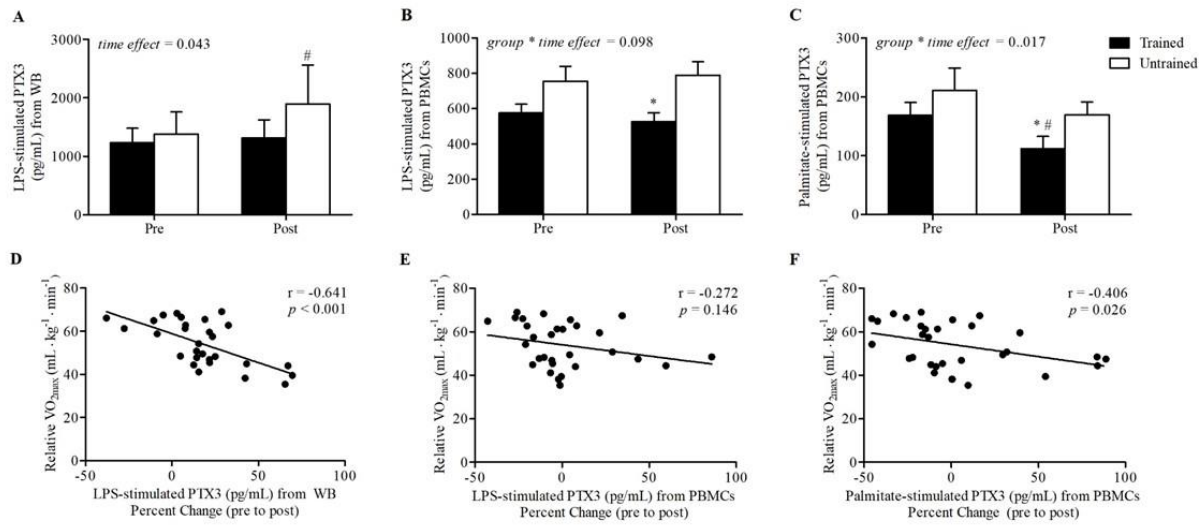 A
time effect = 0.043
LPS-stimulated PTX3
(pg/mL) from WB
3000
2000
1000
0
#
Pre
Post
B
group * time effect = 0.098
LPS-stimulated PTX3
(pg/mL) from PBMCs
1000
800
600
400
200
0
*
Pre
Post
C
group * time effect = 0..017
Palmitate-stimulated PTX3
(pg/mL) from PBMCs
300
200
100
0
* #
Pre
Post
Trained
Untrained
D
Relative VO2max (mL · kg-1 · min-1)
80
60
40
20
0
r = -0.641
p < 0.001
-50
0
50
100
LPS-stimulated PTX3 (pg/mL) from WB
Percent Change (pre to post)
E
Relative VO2max (mL · kg-1 · min-1)
80
60
40
20
0
r = -0.272
p = 0.146
-50
0
50
100
LPS-stimulated PTX3 (pg/mL) from PBMCs
Percent Change (pre to post)
F
Relative VO2max (mL · kg-1 · min-1)
80
60
40
20
0
r = -0.406
p = 0.026
-50
0
50
100
Palmitate-stimulated PTX3 (pg/mL) from PBMCs
Percent Change (pre to post)